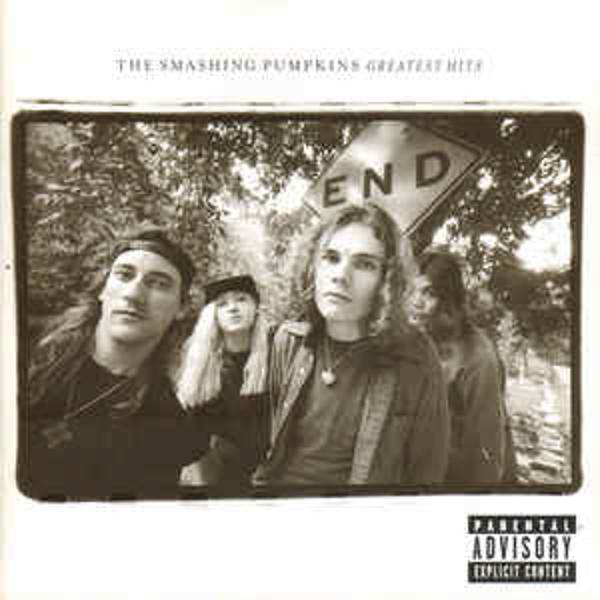 THE SMASHING PUMPKINS GREATEST HITS
END
PARENTAL
ADVISORY
EXPLICIT CONTENT